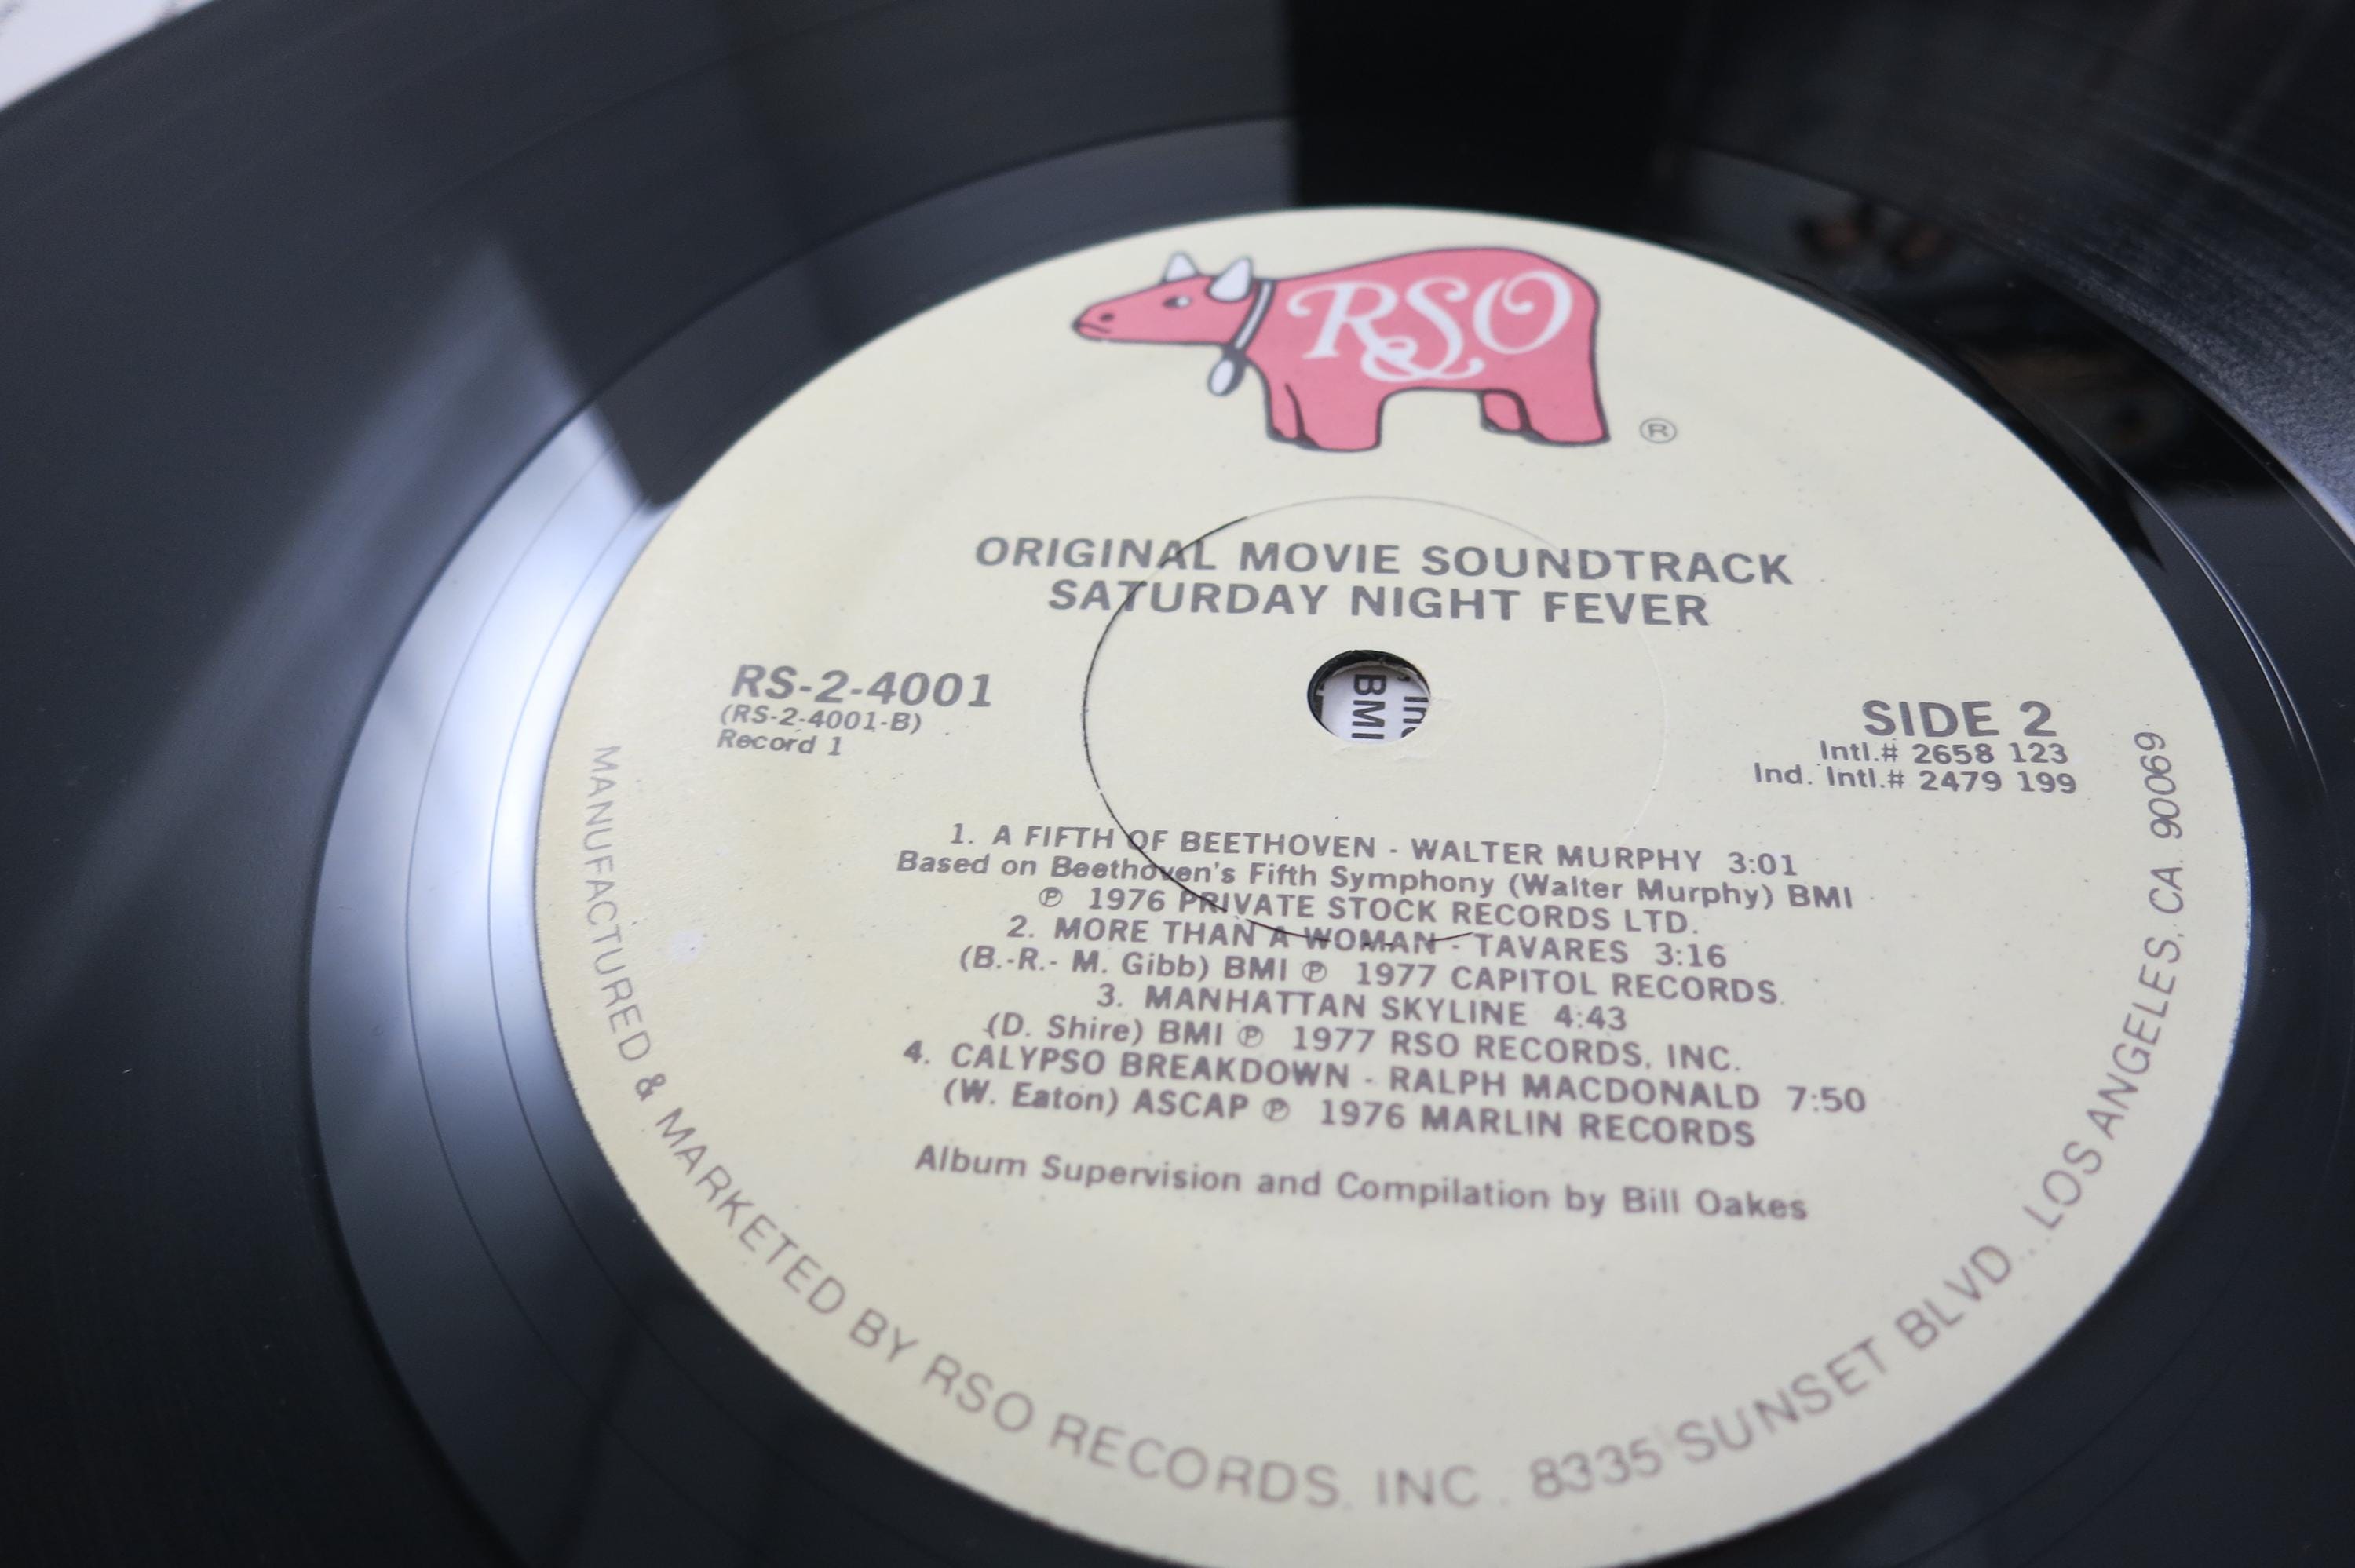 RSO
®
ORIGINAL MOVIE SOUNDTRACK
SATURDAY NIGHT FEVER
RS-2-4001
(RS-2-4001-B)
Record 1
SIDE 2
Intl.# 2658 123
Ind. Intl.# 2479 199
BMI
Inc
1. A FIFTH OF BEETHOVEN - WALTER MURPHY 3:01
Based on Beethoven's Fifth Symphony (Walter Murphy) BMI
℗ 1976 PRIVATE STOCK RECORDS LTD.
2. MORE THAN A WOMAN - TAVARES 3:16
(B.-R.- M. Gibb) BMI ℗ 1977 CAPITOL RECORDS.
3. MANHATTAN SKYLINE 4:43
(D. Shire) BMI ℗ 1977 RSO RECORDS, INC.
4. CALYPSO BREAKDOWN - RALPH MACDONALD 7:50
(W. Eaton) ASCAP ℗ 1976 MARLIN RECORDS
Album Supervision and Compilation by Bill Oakes
MANUFACTURED & MARKETED BY RSO RECORDS, INC. 8335 SUNSET BLVD., LOS ANGELES, CA. 90069